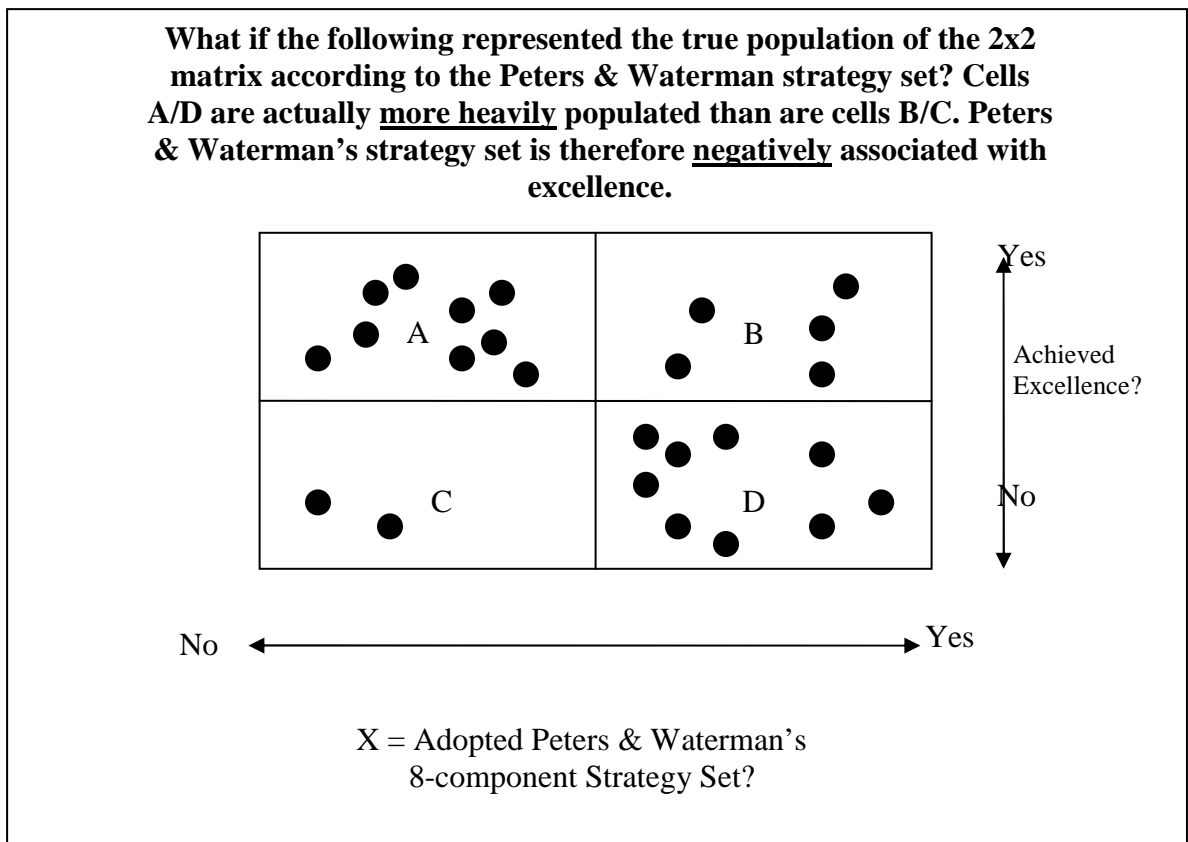 What if the following represented the true population of the 2x2
matrix according to the Peters & Waterman strategy set? Cells
A/D are actually more heavily populated than are cells B/C. Peters
& Waterman's strategy set is therefore negatively associated with
excellence.
Yes
A
B
Achieved
Excellence?
C
D
No
No
Yes
X = Adopted Peters & Waterman's
8-component Strategy Set?